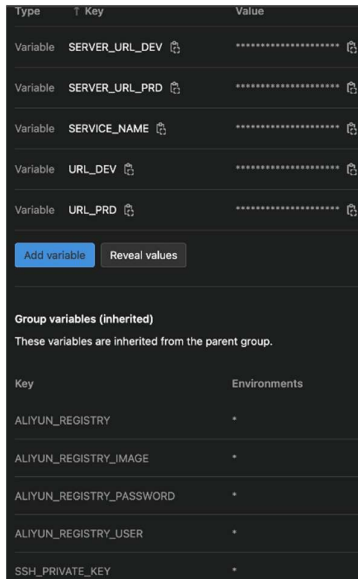 Type ↑ Key Value
Variable SERVER_URL_DEV *********************
Variable SERVER_URL_PRD *********************
Variable SERVICE_NAME *********************
Variable URL_DEV *********************
Variable URL_PRD *********************
Add variable Reveal values
Group variables (inherited)
These variables are inherited from the parent group.
Key Environments
ALIYUN_REGISTRY *
ALIYUN_REGISTRY_IMAGE *
ALIYUN_REGISTRY_PASSWORD *
ALIYUN_REGISTRY_USER *
SSH_PRIVATE_KEY *